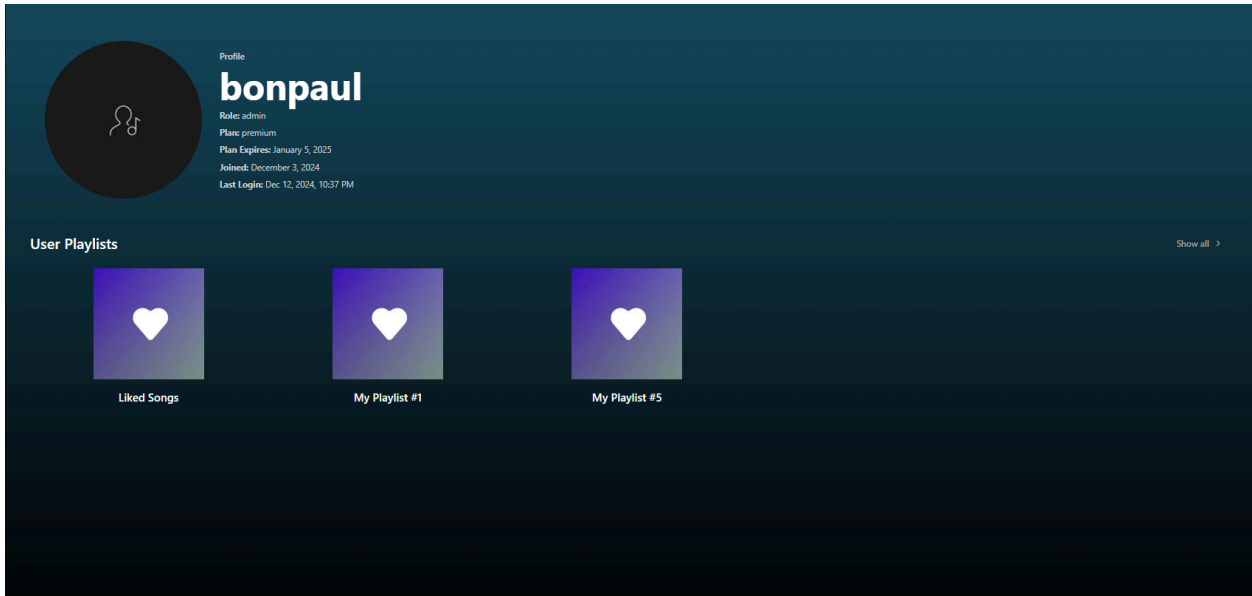 Profile
bonpaul
Role: admin
Plan: premium
Plan Expires: January 5, 2025
Joined: December 3, 2024
Last Login: Dec 12, 2024, 10:37 PM
User Playlists
Show all >
Liked Songs
My Playlist #1
My Playlist #5